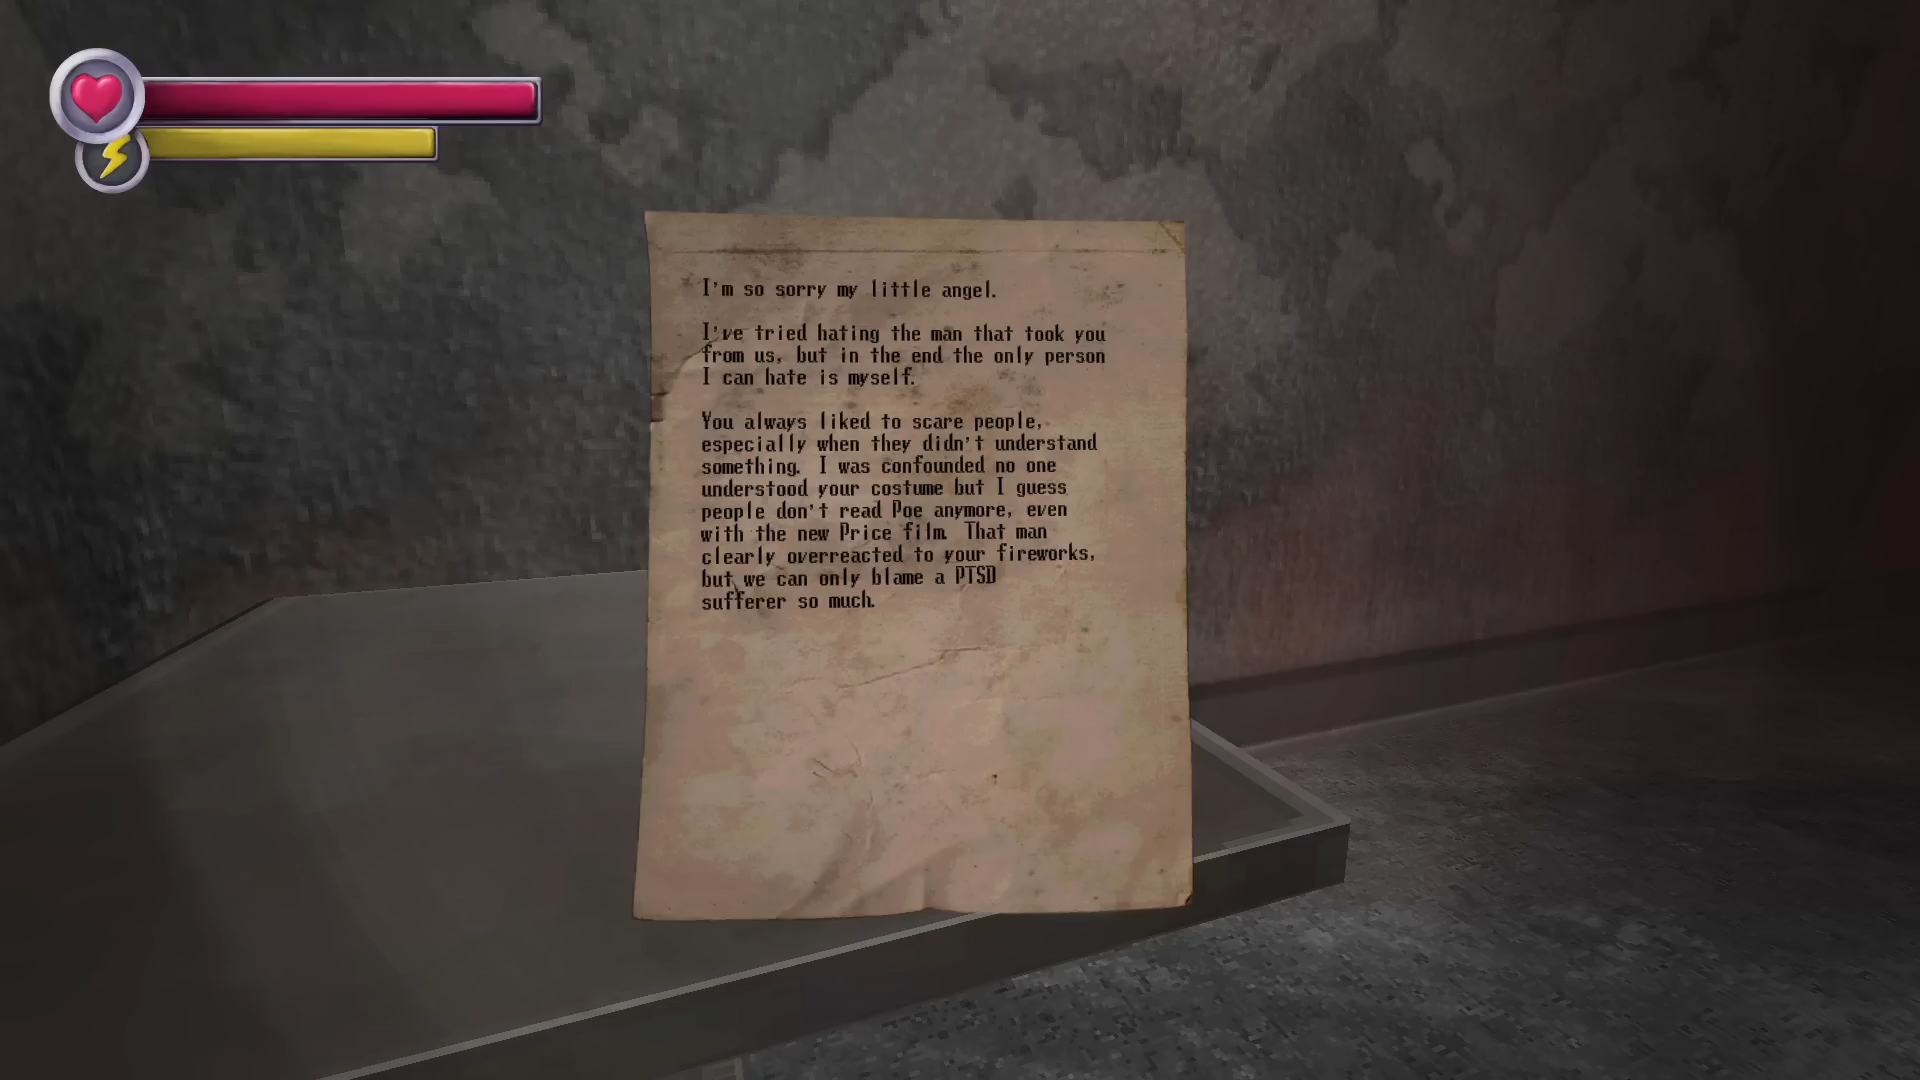 I'm so sorry my little angel.
I've tried hating the man that took you
from us, but in the end the only person
I can hate is myself.
You always liked to scare people,
especially when they didn't understand
something.  I was confounded no one
understood your costume but I guess
people don't read Poe anymore, even
with the new Price film.  That man
clearly overreacted to your fireworks,
but we can only blame a PTSD
sufferer so much.